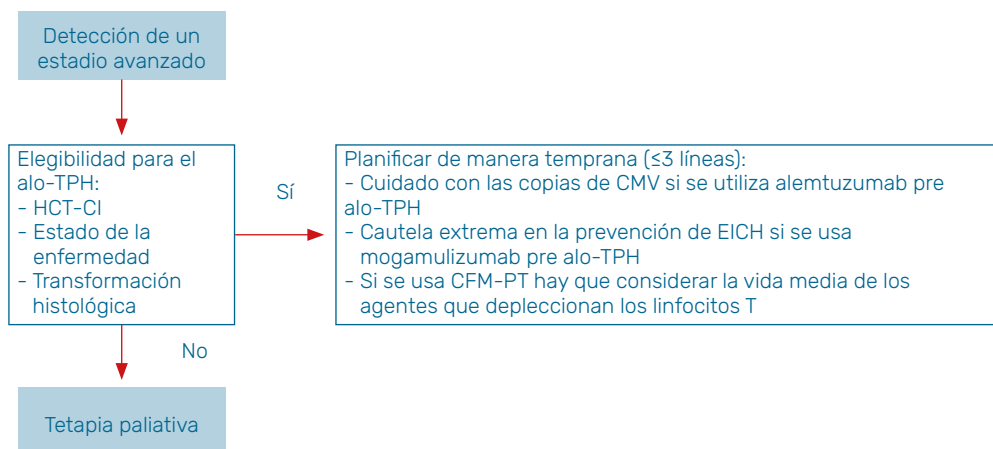 Detección de un
estadio avanzado
Elegibilidad para el
alo-TPH:
- HCT-CI
- Estado de la
enfermedad
- Transformación
histológica
Sí
Planificar de manera temprana (≤3 líneas):
- Cuidado con las copias de CMV si se utiliza alemtuzumab pre
alo-TPH
- Cautela extrema en la prevención de EICH si se usa
mogamulizumab pre alo-TPH
- Si se usa CFM-PT hay que considerar la vida media de los
agentes que depleccionan los linfocitos T
No
Tetapia paliativa